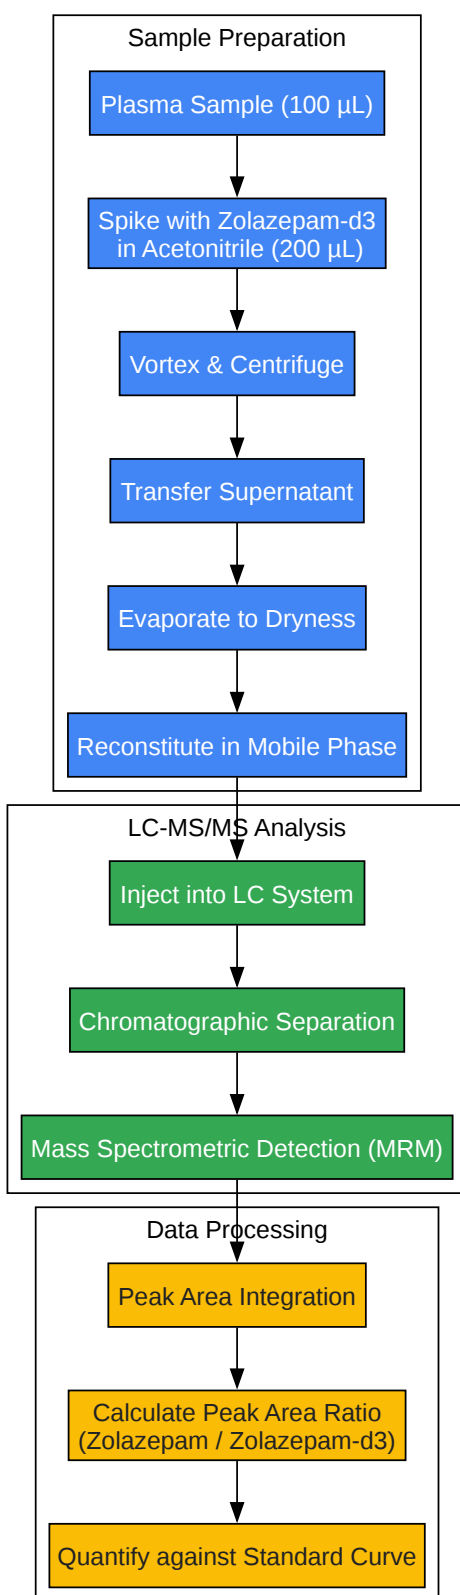 Sample Preparation
Plasma Sample (100 µL)
Spike with Zolazepam-d3
in Acetonitrile (200 µL)
Vortex & Centrifuge
Transfer Supernatant
Evaporate to Dryness
Reconstitute in Mobile Phase
LC-MS/MS Analysis
Inject into LC System
Chromatographic Separation
Mass Spectrometric Detection (MRM)
Data Processing
Peak Area Integration
Calculate Peak Area Ratio
(Zolazepam / Zolazepam-d3)
Quantify against Standard Curve